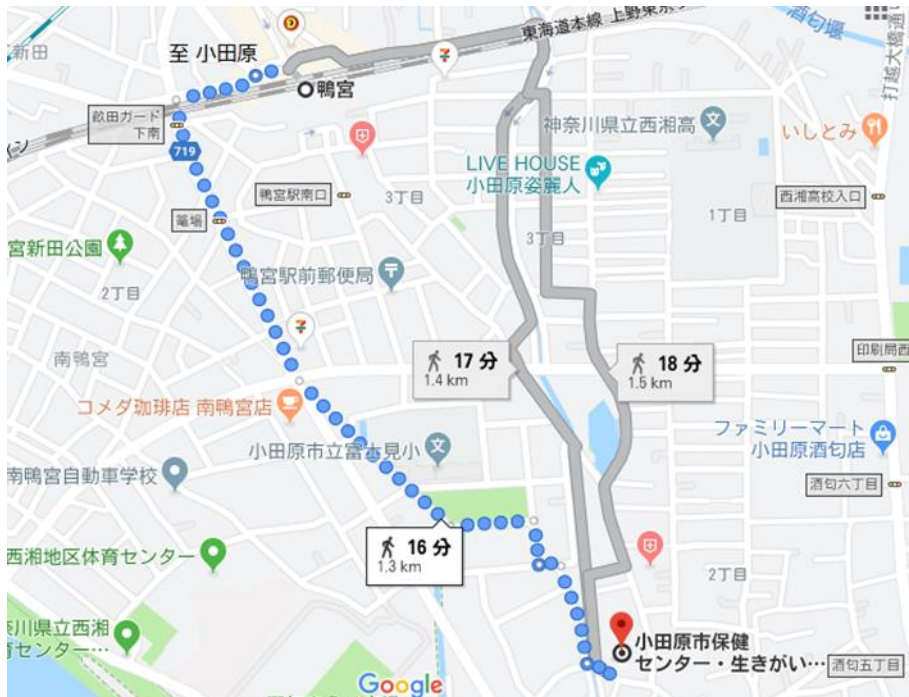 至 小田原
東海道本線 上野東京
酒匂堰
打越大橋通り
新田
鴨宮
畝田ガード
下南
719
神奈川県立西湘高
いしとみ
LIVE HOUSE
小田原姿麗人
鴨宮駅南口
3丁目
西湘高校入口
1丁目
篭場
3丁目
宮新田公園
鴨宮駅前郵便局
2丁目
南鴨宮
17 分
1.4 km
18 分
1.5 km
印刷局西
コメダ珈琲店 南鴨宮店
ファミリーマート
小田原酒匂店
小田原市立富士見小
南鴨宮自動車学校
酒匂六丁目
16 分
1.3 km
西湘地区体育センター
2丁目
奈川県立西湘
育センター…
小田原市保健
センター・生きがい…
酒匂五丁目
Google